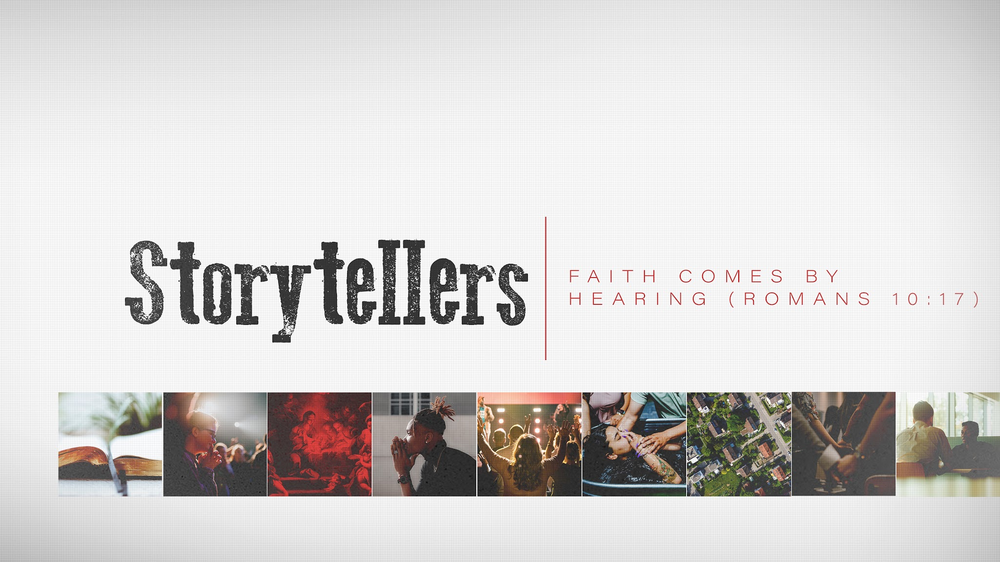 Storytellers
FAITH COMES BY
HEARING (ROMANS 10:17)